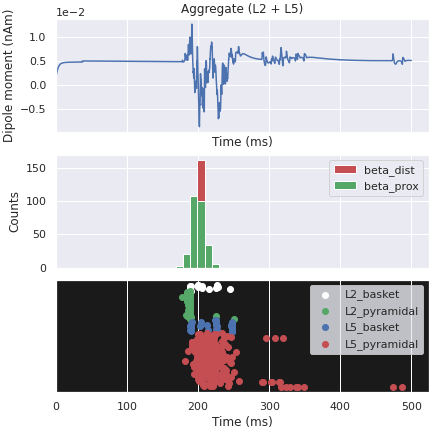 Aggregate (L2 + L5)
1e−2
Dipole moment (nAm)
1.0
0.5
0.0
−0.5
Time (ms)
Counts
150
100
50
0
beta_dist
beta_prox
L2_basket
L2_pyramidal
L5_basket
L5_pyramidal
0 100 200 300 400 500
Time (ms)